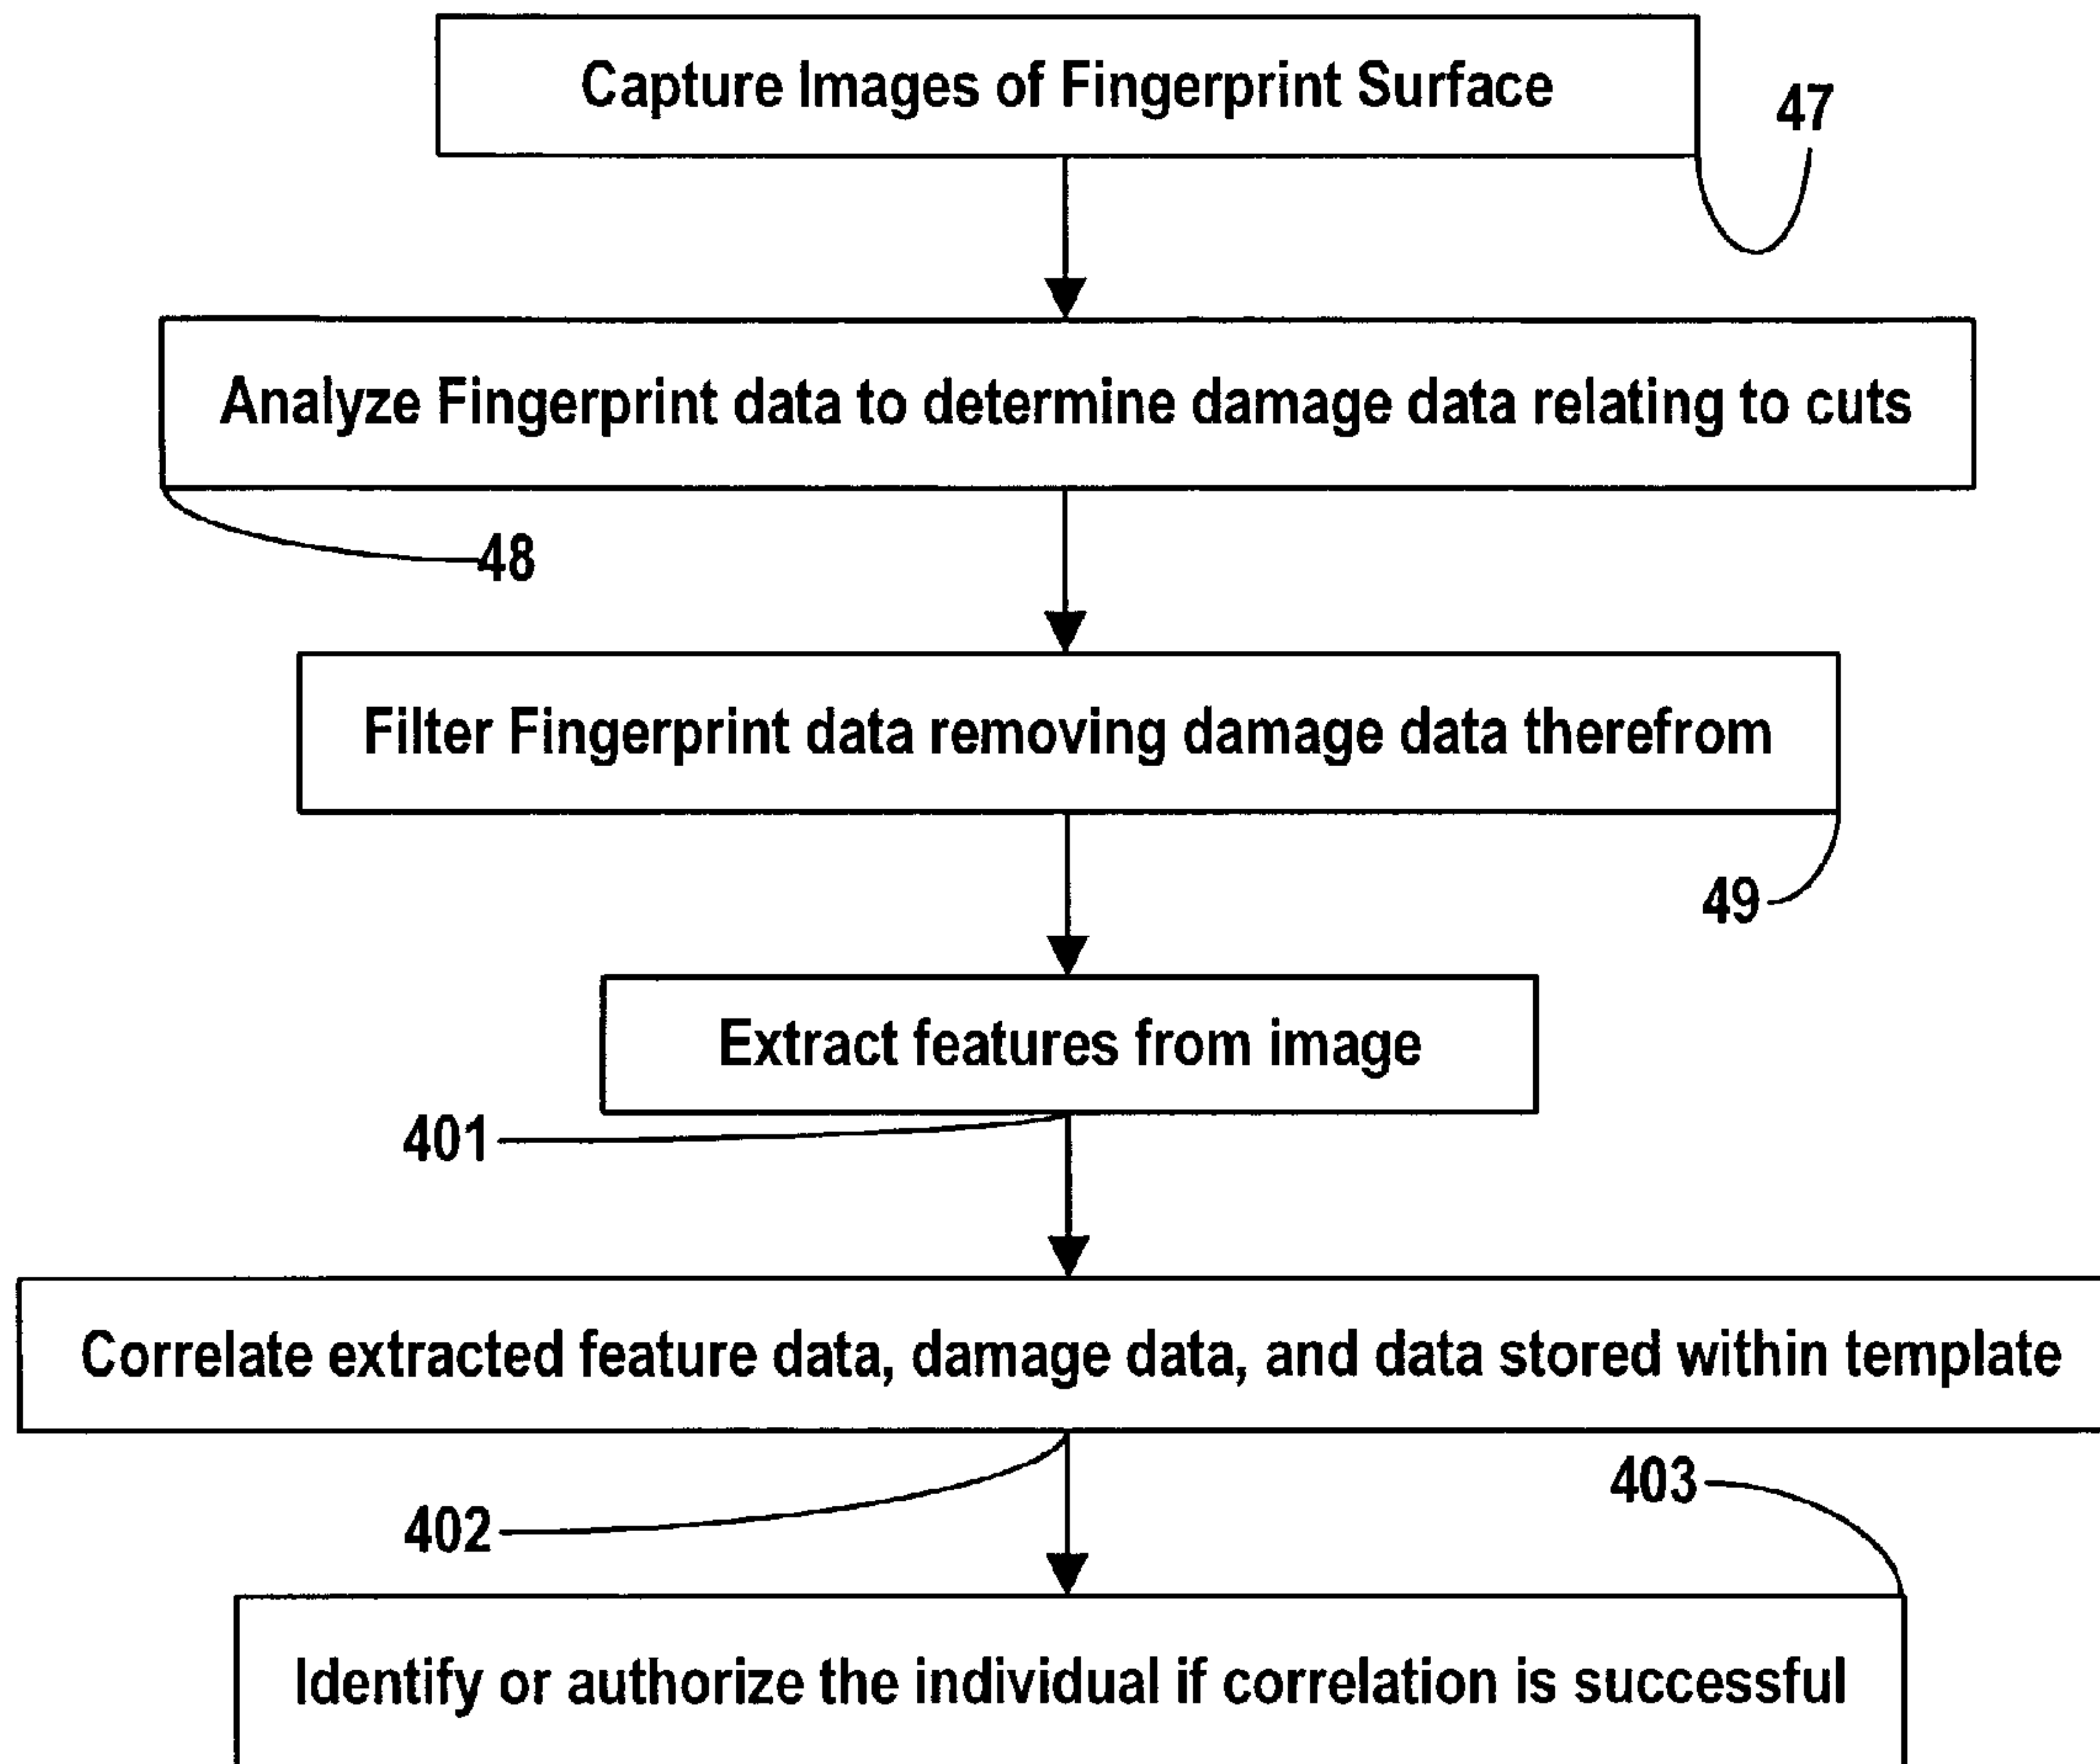 Capture Images of Fingerprint Surface
47
Analyze Fingerprint data to determine damage data relating to cuts
48
Filter Fingerprint data removing damage data therefrom
49
Extract features from image
401
Correlate extracted feature data, damage data, and data stored within template
403
402
Identify or authorize the individual if correlation is successful